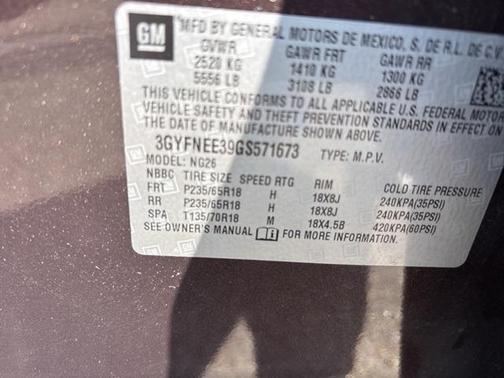 GM
MFD BY GENERAL MOTORS DE MEXICO, S. DE R.L. DE C.V.
GVWR GAWR FRT GAWR RR
2520 KG 1410 KG 1300 KG
5556 LB 3108 LB 2866 LB
THIS VEHICLE CONFORMS TO ALL APPLICABLE U.S. FEDERAL MOTOR
VEHICLE SAFETY AND THEFT PREVENTION STANDARDS IN EFFECT ON
THE DATE OF MANUFACTURE SHOWN ABOVE.
3GYFNEE39GS571673 TYPE: M.P.V.
MODEL: NG26
NBBC TIRE SIZE SPEED RTG RIM COLD TIRE PRESSURE
FRT P235/65R18 H 18X8J 240KPA(35PSI)
RR P235/65R18 H 18X8J 240KPA(35PSI)
SPA T135/70R18 M 18X4.5B 420KPA(60PSI)
SEE OWNER'S MANUAL FOR MORE INFORMATION.